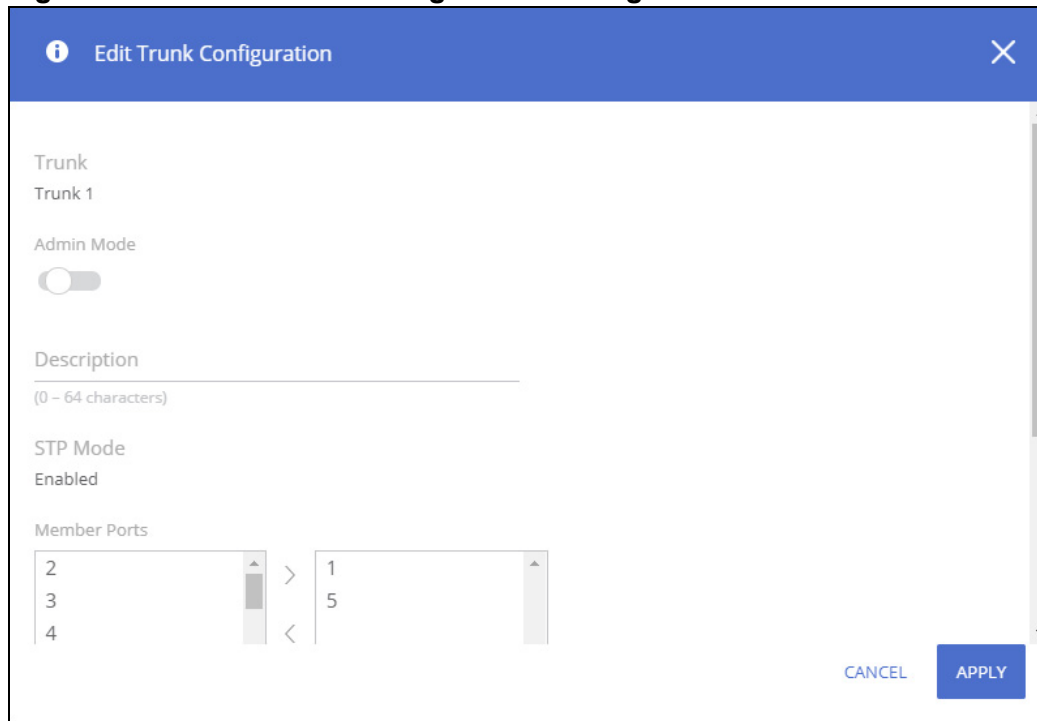 Edit Trunk Configuration
Trunk
Trunk 1
Admin Mode
Description
(0 – 64 characters)
STP Mode
Enabled
Member Ports
2
3
4
1
5
CANCEL
APPLY